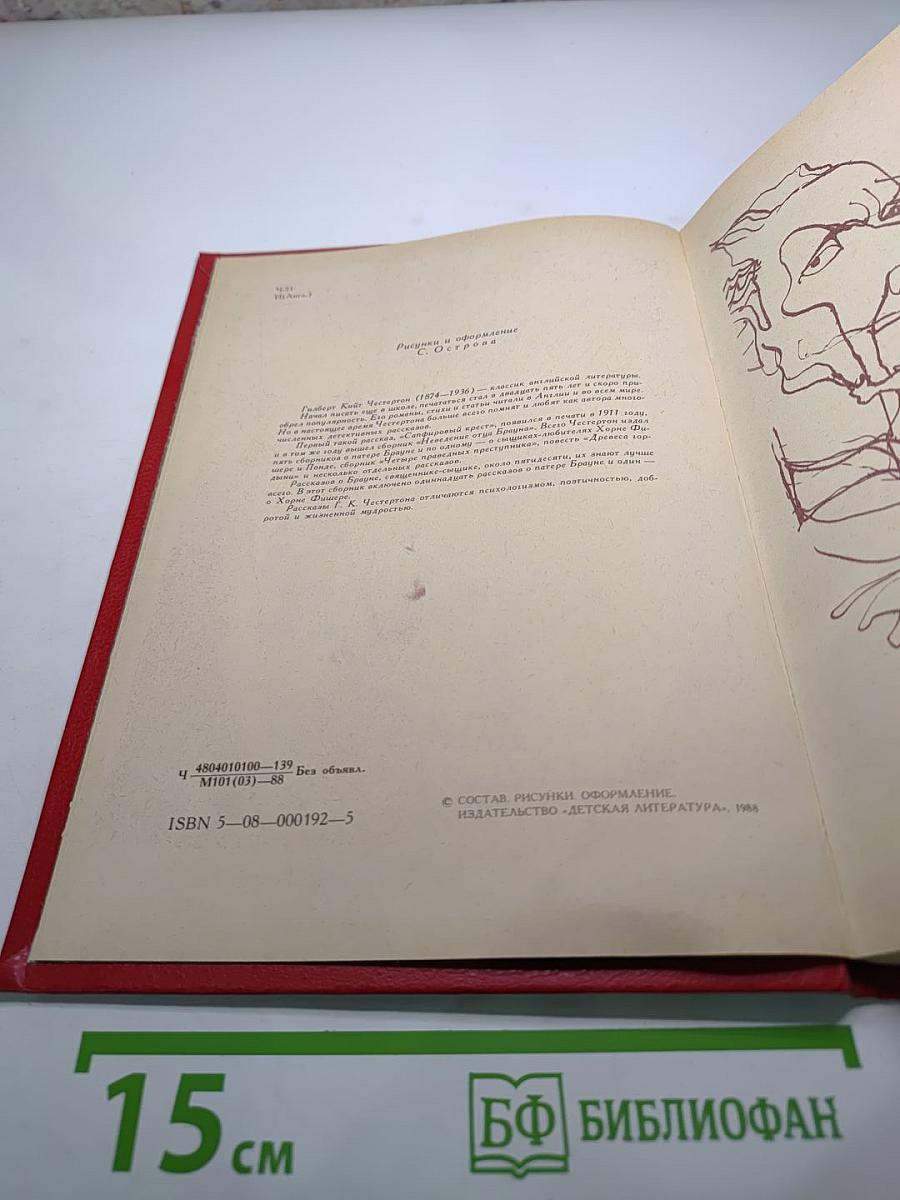 Ч.51
И(Англ.)
Рисунки и оформление
С. Острова
Гилберт Кийт Честертон (1874—1936) — классик английской литературы.
Начал писать еще в школе, печататься стал в двадцать пять лет и скоро при-
обрел популярность. Его романы, стихи и статьи читали в Англии и во всем мире.
Но в настоящее время Честертона больше всего помнят и любят как автора много-
численных детективных рассказов.
Первый такой рассказ, «Сапфировый крест», появился в печати в 1911 году,
и в том же году вышел сборник «Неведение отца Брауна». Всего Честертон издал
пять сборников о патере Брауне и по одному — о сыщиках-любителях Хорне Фи-
шере и Понде, сборник «Четыре праведных преступника», повесть «Древеса гор-
дыни» и несколько отдельных рассказов.
Рассказов о Брауне, священнике-сыщике, около пятидесяти, их знают лучше
всего. В этот сборник включено одиннадцать рассказов о патере Брауне и один —
о Хорне Фишере.
Рассказы Г. К. Честертона отличаются психологизмом, поэтичностью, доб-
ротой и жизненной мудростью.
Ч 4804010100—139 Без объявл.
М101(03)—88
ISBN 5—08—000192—5
© СОСТАВ. РИСУНКИ. ОФОРМЛЕНИЕ.
ИЗДАТЕЛЬСТВО «ДЕТСКАЯ ЛИТЕРАТУРА», 1988
15 см
БФ БИБЛИОФАН